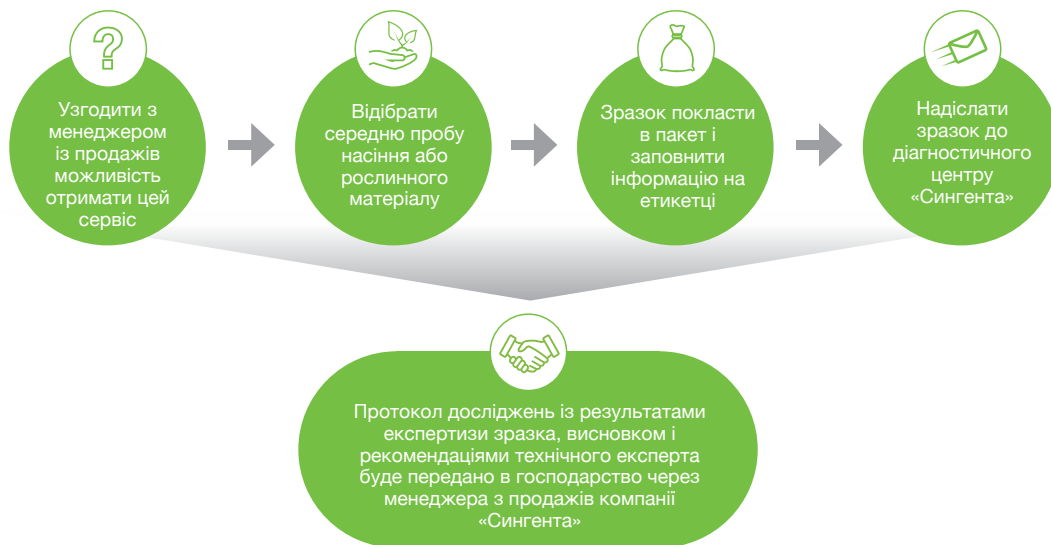 Узгодити з
менеджером
із продажів
можливість
отримати цей
сервіс
Відібрати
середню пробу
насіння або
рослинного
матеріалу
Зразок покласти
в пакет і
заповнити
інформацію на
етикетці
Надіслати
зразок до
діагностичного
центру
«Сингента»
Протокол досліджень із результатами
експертизи зразка, висновком і
рекомендаціями технічного експерта
буде передано в господарство через
менеджера з продажів компанії
«Сингента»